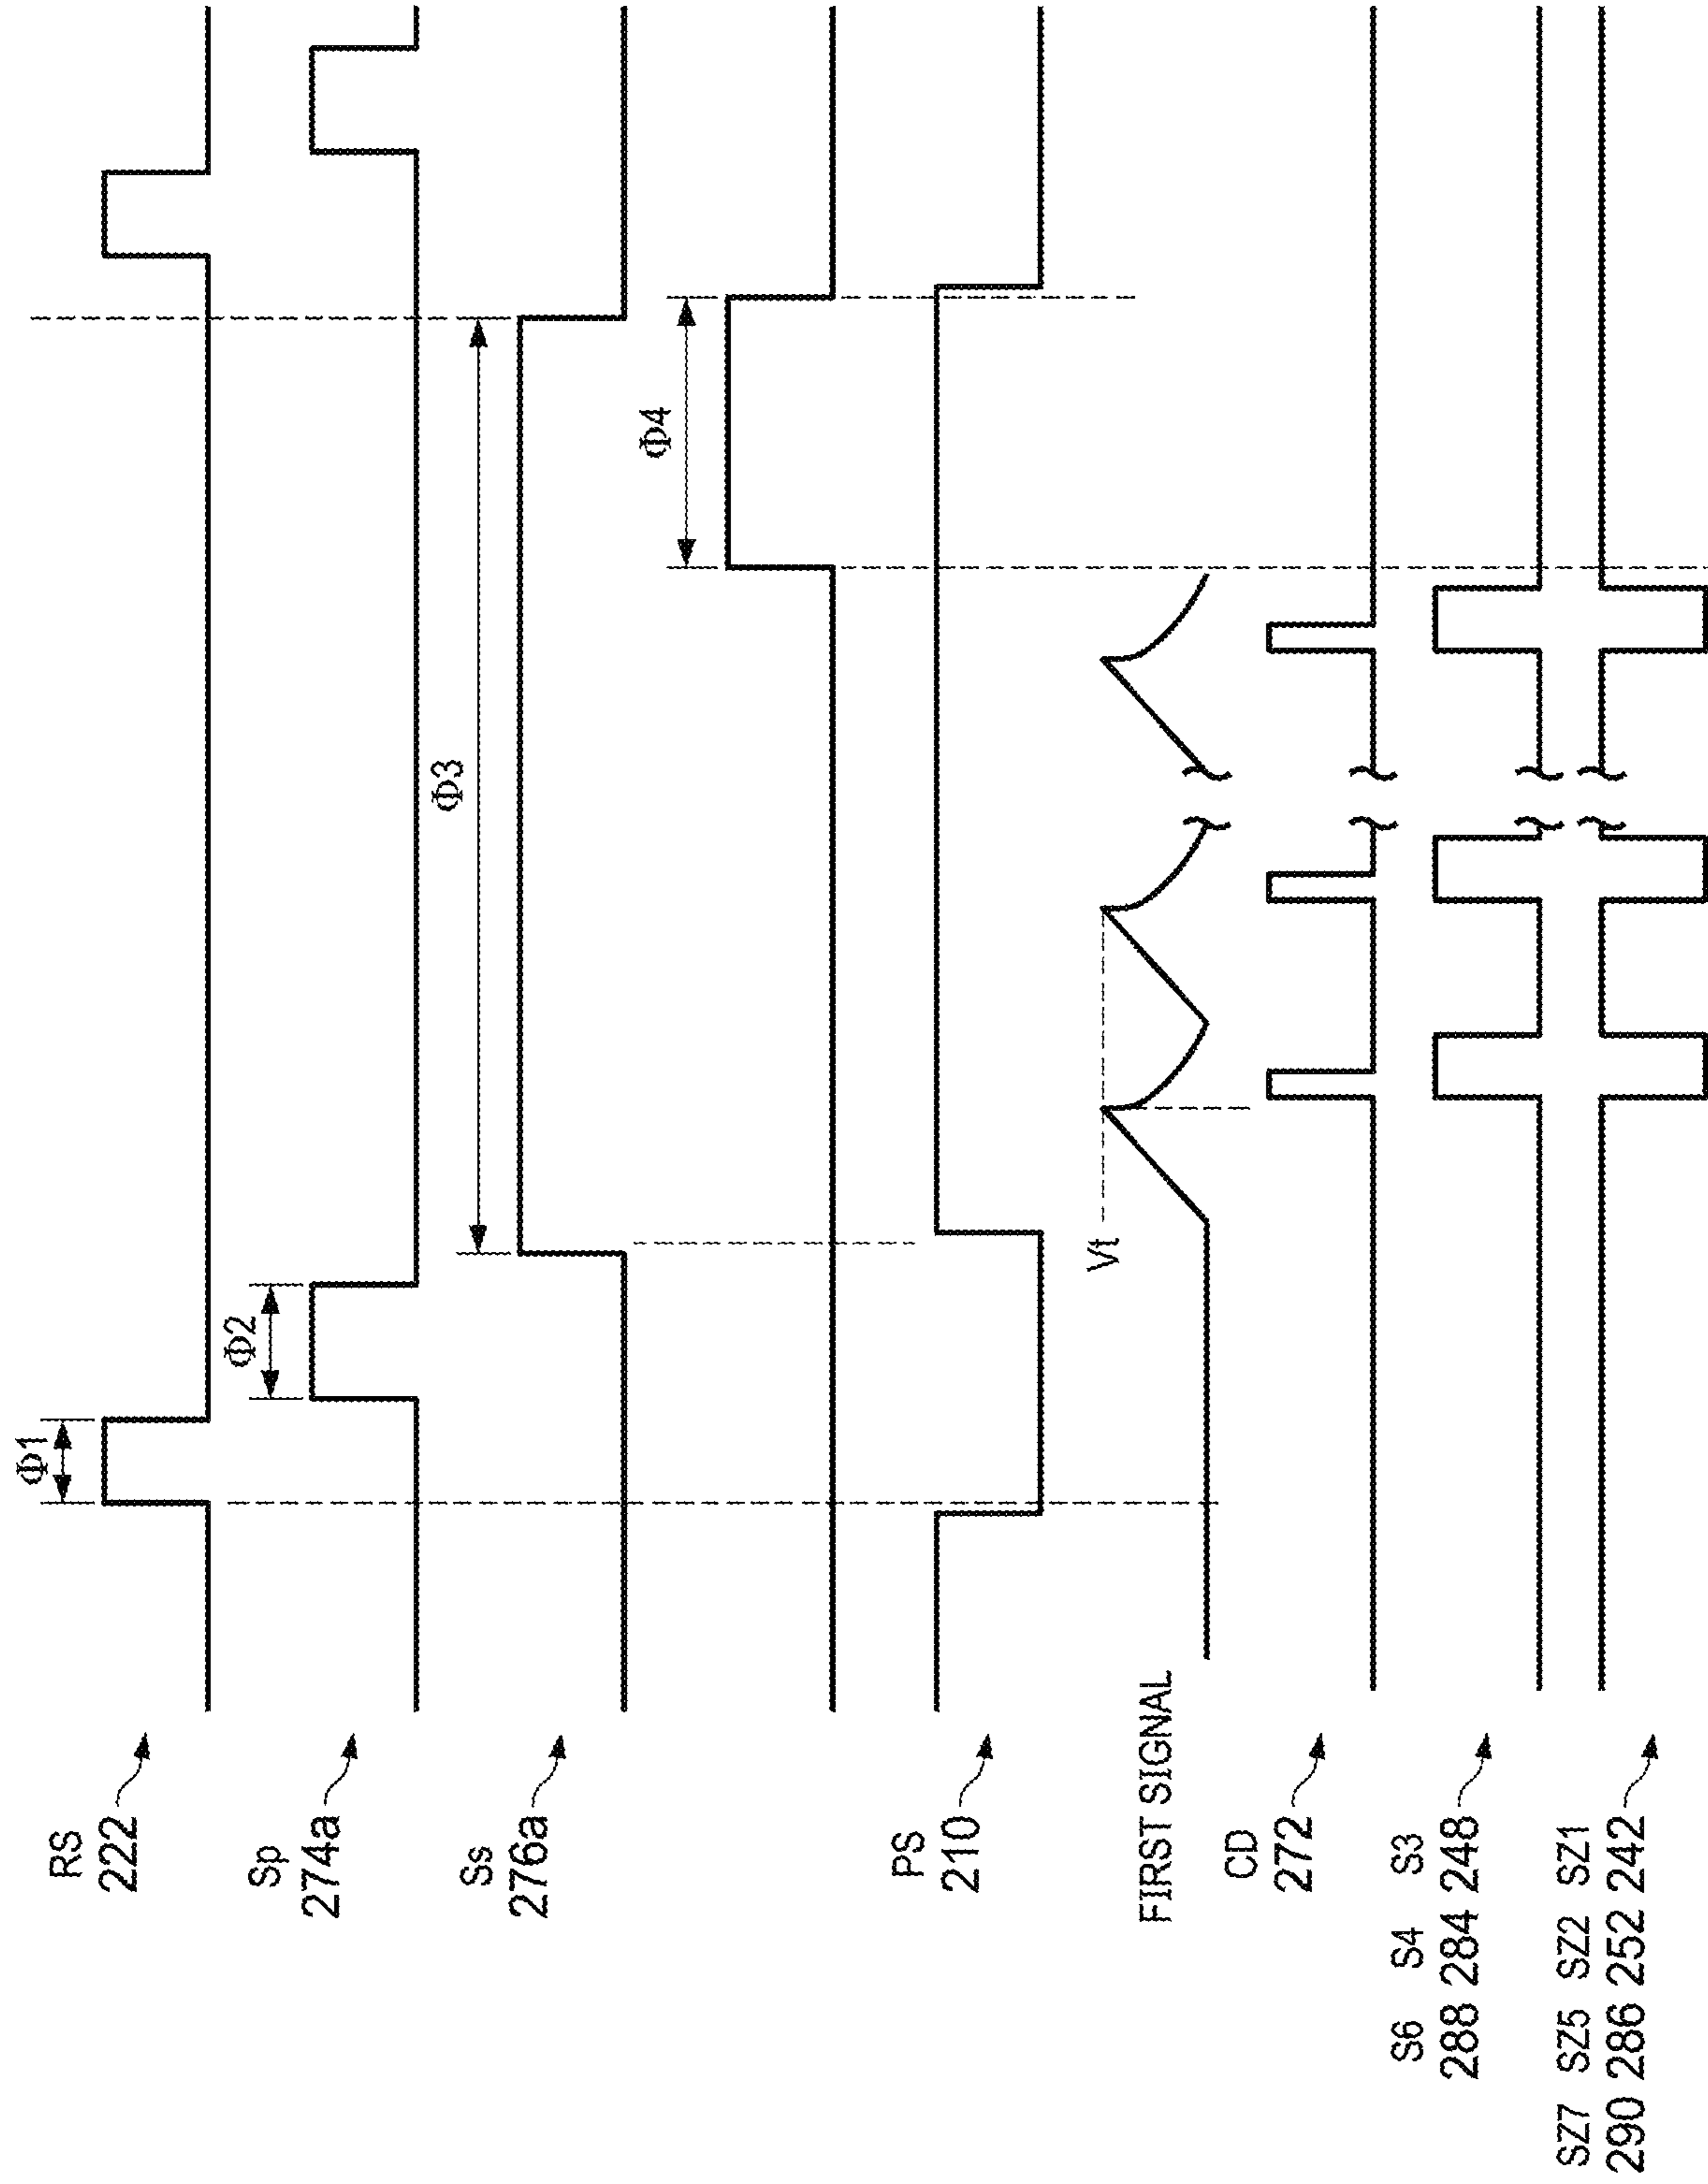 Φ1
RS
222
Φ2
Sp
274a
Φ3
Ss
276a
Φ4
PS
210
Vt
FIRST SIGNAL
CD
272
S6 S4 S3
288 284 248
SZ7 SZ5 SZ2 SZ1
290 286 252 242